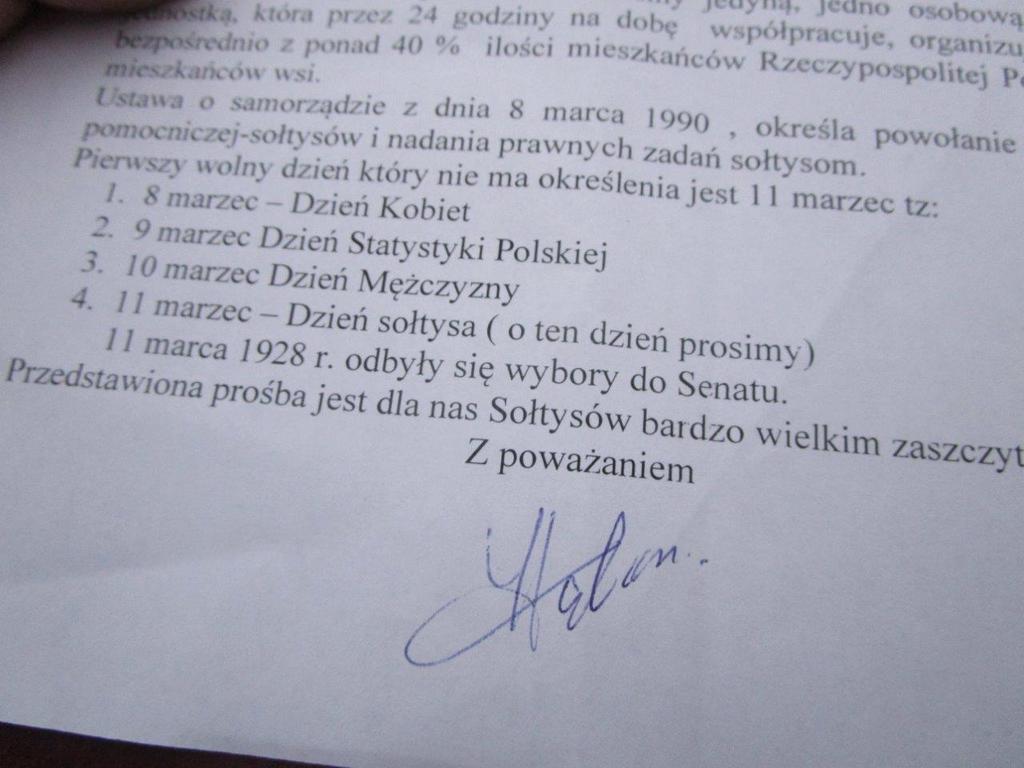 jedyną, jedno osobową
jednostką, która przez 24 godziny na dobę współpracuje, organizu
bezpośrednio z ponad 40 % ilości mieszkańców Rzeczypospolitej Po
mieszkańców wsi.
Ustawa o samorządzie z dnia 8 marca 1990 , określa powołanie
pomocniczej-sołtysów i nadania prawnych zadań sołtysom.
Pierwszy wolny dzień który nie ma określenia jest 11 marzec tz:
1. 8 marzec – Dzień Kobiet
2. 9 marzec Dzień Statystyki Polskiej
3. 10 marzec Dzień Mężczyzny
4. 11 marzec – Dzień sołtysa ( o ten dzień prosimy)
11 marca 1928 r. odbyły się wybory do Senatu.
Przedstawiona prośba jest dla nas Sołtysów bardzo wielkim zaszczyt
Z poważaniem